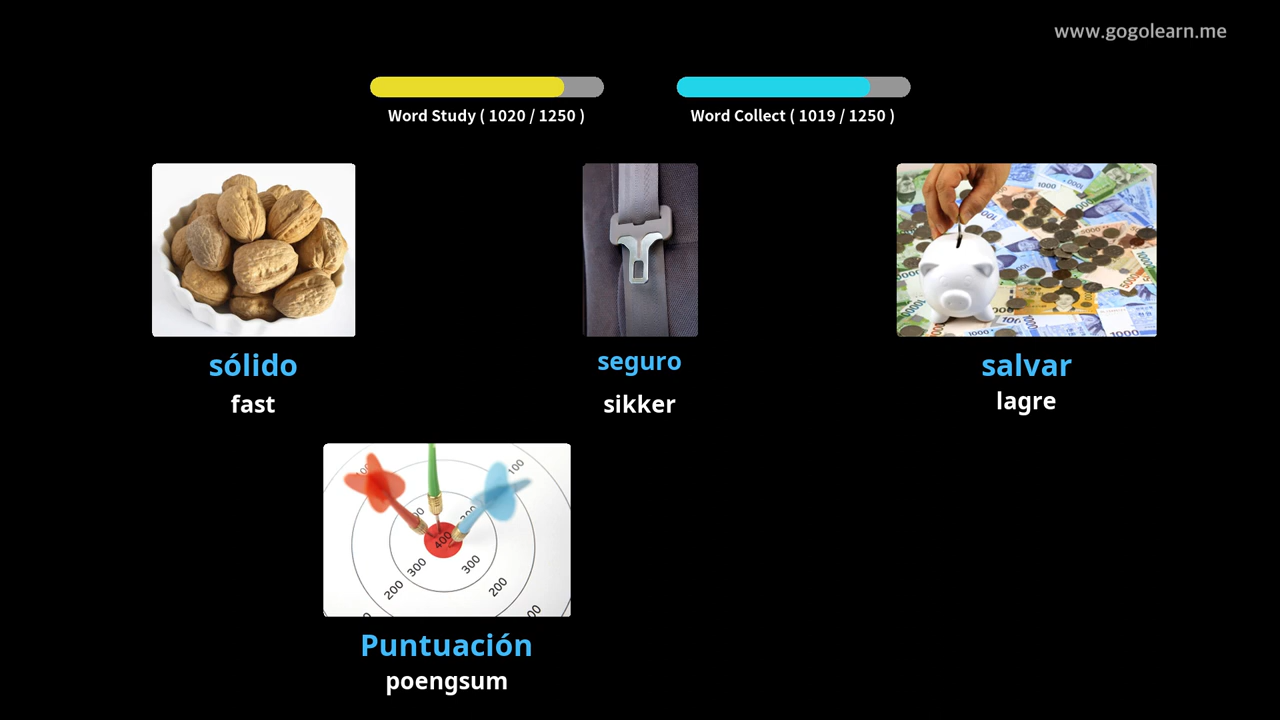 www.gogolearn.me
Word Study ( 1020 / 1250 )
Word Collect ( 1019 / 1250 )
sólido
fast
seguro
sikker
salvar
lagre
Puntuación
poengsum